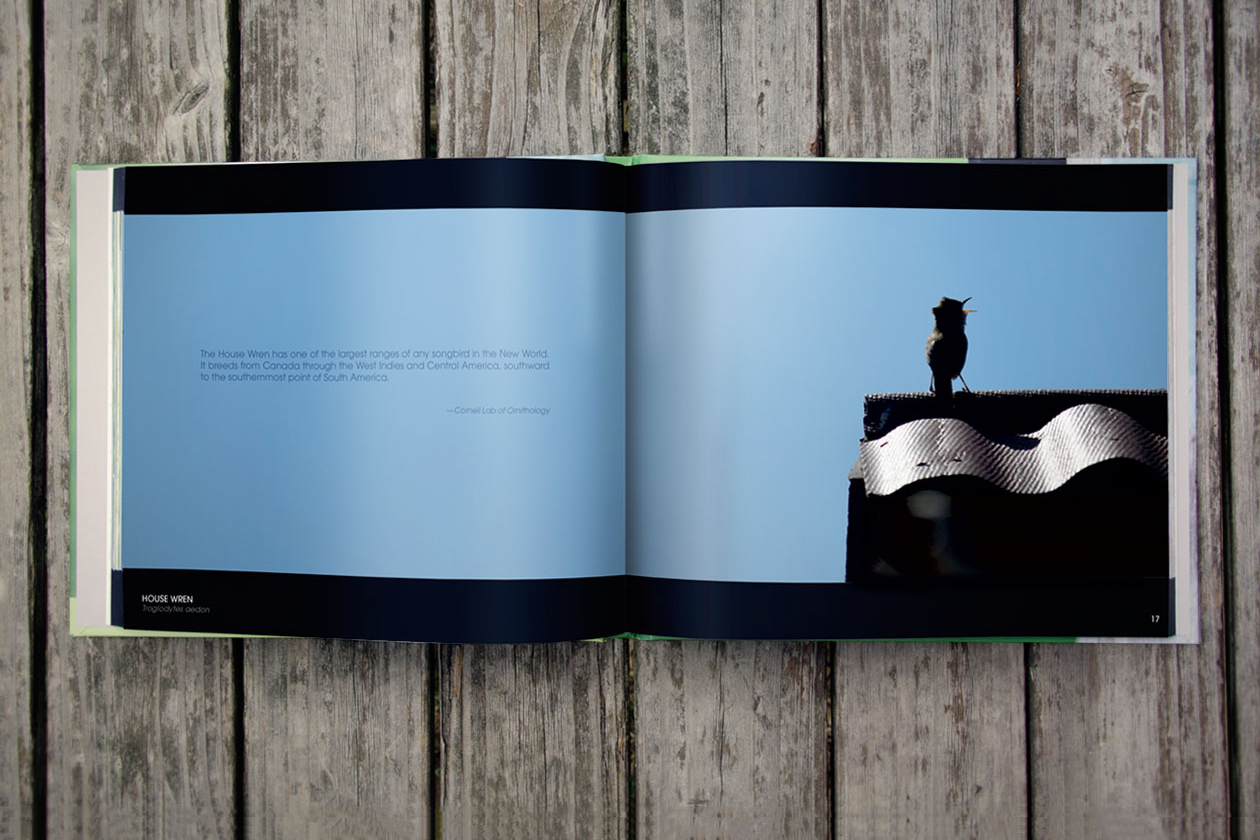 The House Wren has one of the largest ranges of any songbird in the New World.
It breeds from Canada through the West Indies and Central America, southward
to the southernmost point of South America.
—Cornell Lab of Ornithology
HOUSE WREN
Troglodytes aedon
17